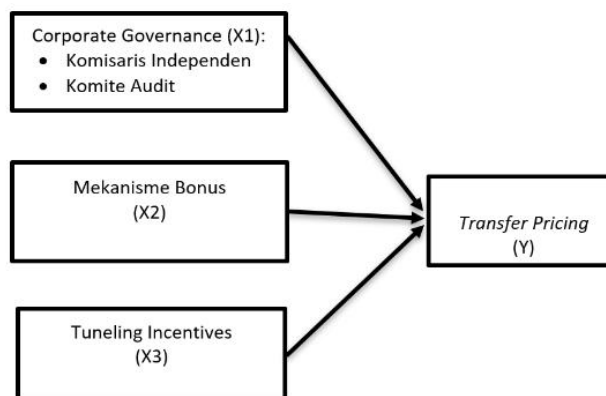 Corporate Governance (X1):
• Komisaris Independen
• Komite Audit
Mekanisme Bonus
(X2)
Transfer Pricing
(Y)
Tuneling Incentives
(X3)